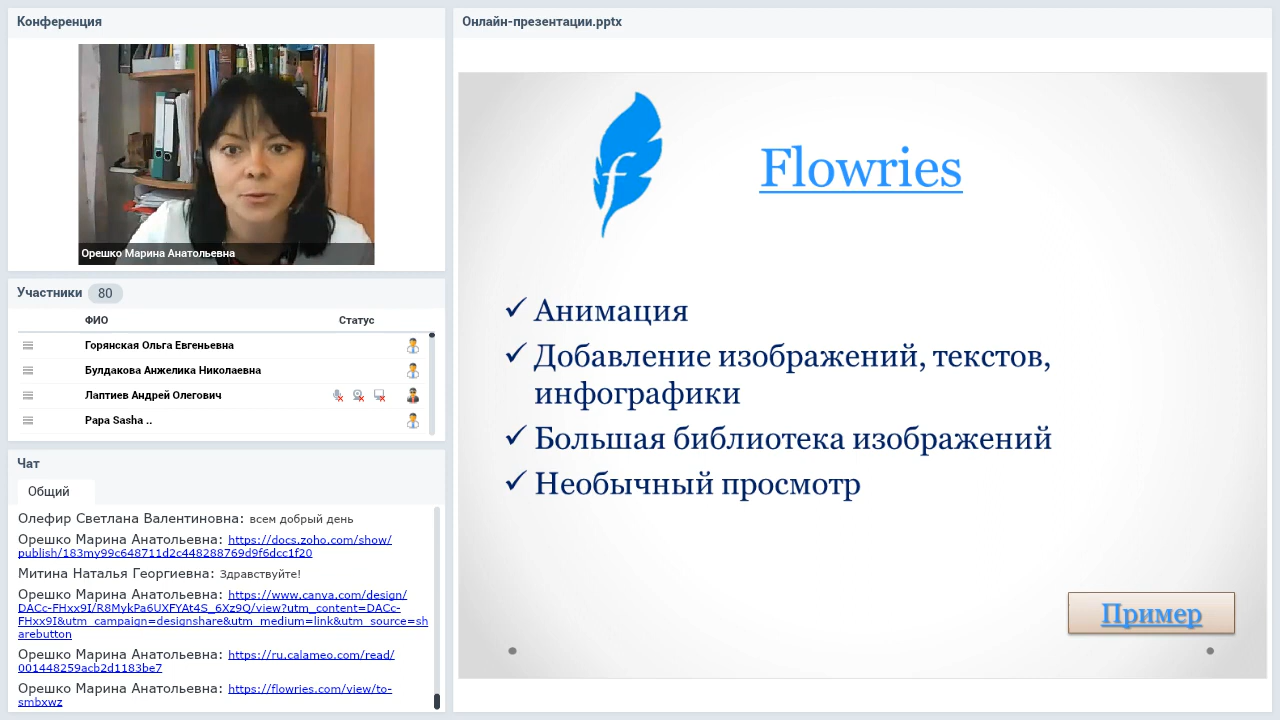 Конференция
Орешко Марина Анатольевна
Участники 80
ФИО Статус
Горянская Ольга Евгеньевна
Булдакова Анжелика Николаевна
Лаптиев Андрей Олегович
Papa Sasha ..
Чат
Общий
Олефир Светлана Валентиновна: всем добрый день
Орешко Марина Анатольевна: https://docs.zoho.com/show/
publish/183my99c648711d2c448288769d9f6dcc1f20
Митина Наталья Георгиевна: Здравствуйте!
Орешко Марина Анатольевна: https://www.canva.com/design/
DACc-FHxx9I/R8MykPa6UXFYAt4S_6Xz9Q/view?utm_content=DACc-
FHxx9I&utm_campaign=designshare&utm_medium=link&utm_source=sh
arebutton
Орешко Марина Анатольевна: https://ru.calameo.com/read/
001448259acb2d1183be7
Орешко Марина Анатольевна: https://flowries.com/view/to-
smbxwz
Онлайн-презентации.pptx
f
Flowries
Анимация
Добавление изображений, текстов,
инфографики
Большая библиотека изображений
Необычный просмотр
Пример